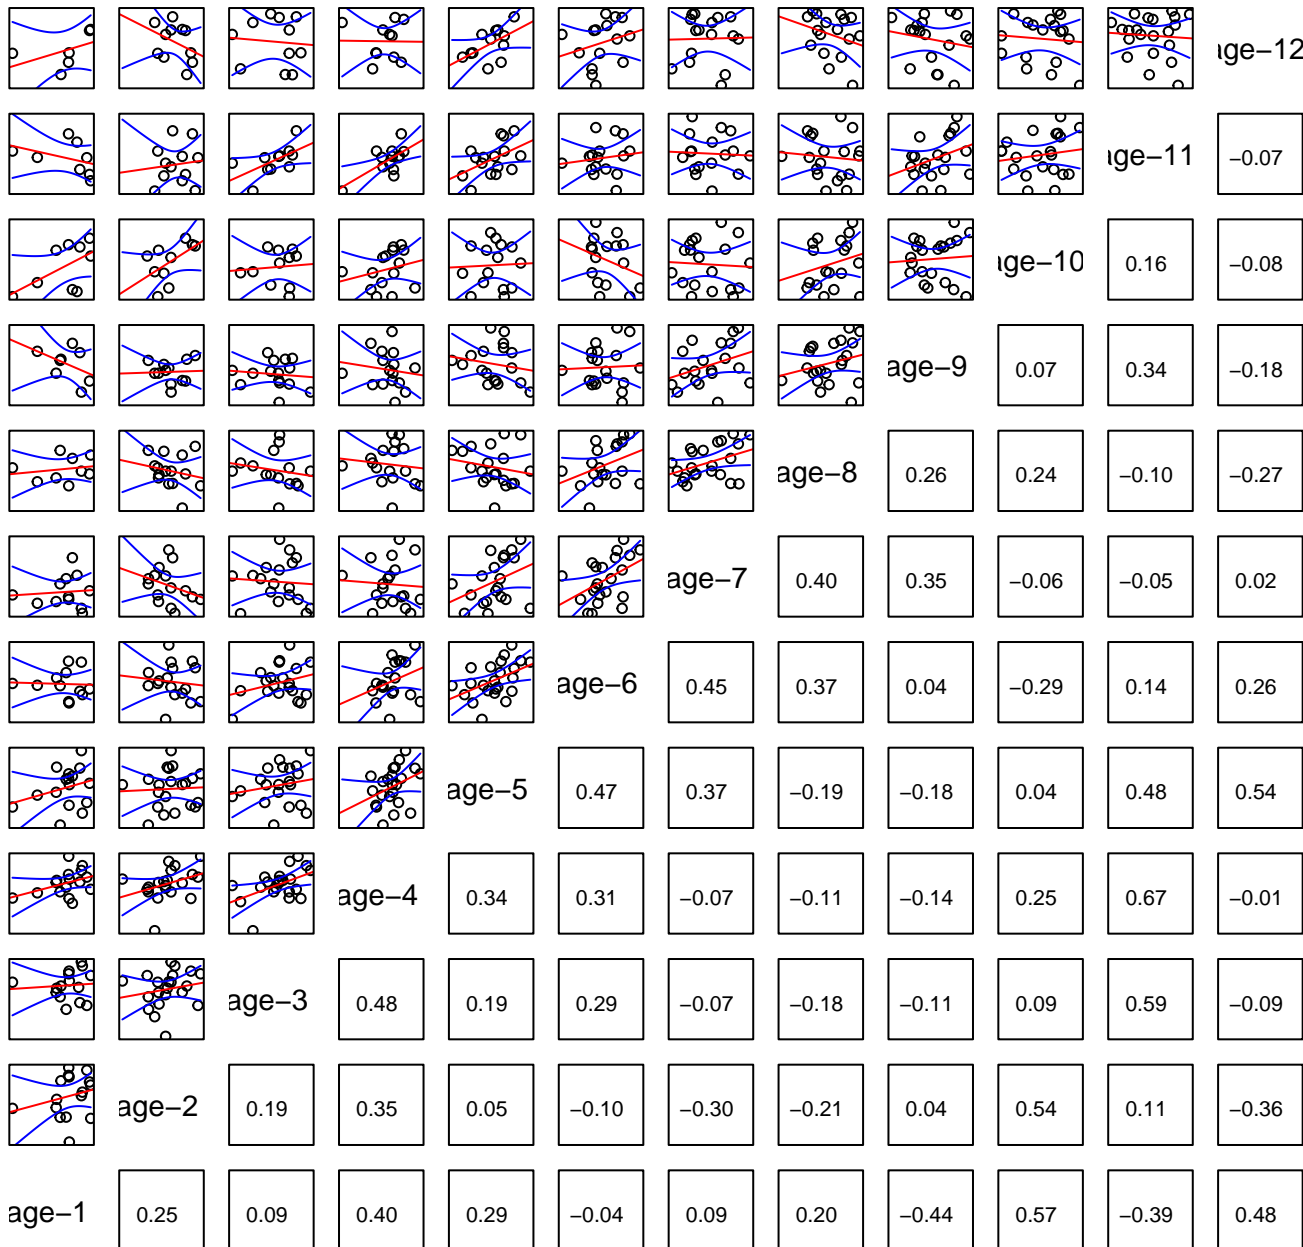 age−12
age−11 −0.07
age−10 0.16 −0.08
age−9 0.07 0.34 −0.18
age−8 0.26 0.24 −0.10 −0.27
age−7 0.40 0.35 −0.06 −0.05 0.02
age−6 0.45 0.37 0.04 −0.29 0.14 0.26
age−5 0.47 0.37 −0.19 −0.18 0.04 0.48 0.54
age−4 0.34 0.31 −0.07 −0.11 −0.14 0.25 0.67 −0.01
age−3 0.48 0.19 0.29 −0.07 −0.18 −0.11 0.09 0.59 −0.09
age−2 0.19 0.35 0.05 −0.10 −0.30 −0.21 0.04 0.54 0.11 −0.36
age−1 0.25 0.09 0.40 0.29 −0.04 0.09 0.20 −0.44 0.57 −0.39 0.48